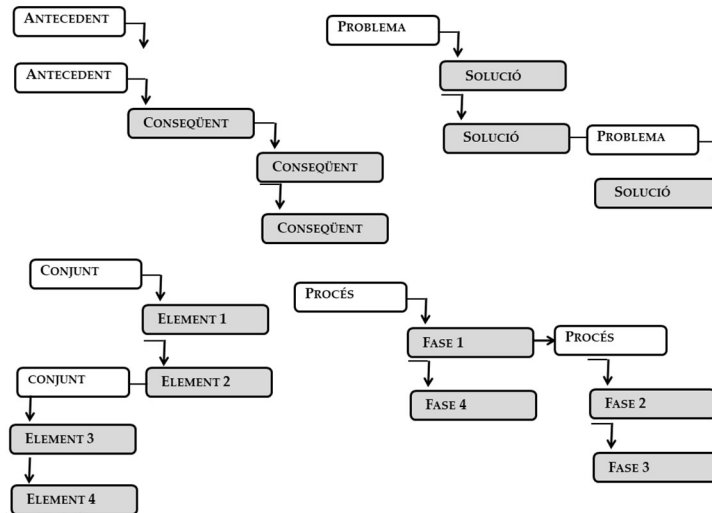 ANTECEDENT
ANTECEDENT
CONSEQÜENT
CONSEQÜENT
CONSEQÜENT
PROBLEMA
SOLUCIÓ
SOLUCIÓ
PROBLEMA
SOLUCIÓ
CONJUNT
ELEMENT 1
ELEMENT 2
CONJUNT
ELEMENT 3
ELEMENT 4
PROCÉS
FASE 1
PROCÉS
FASE 4
FASE 2
FASE 3